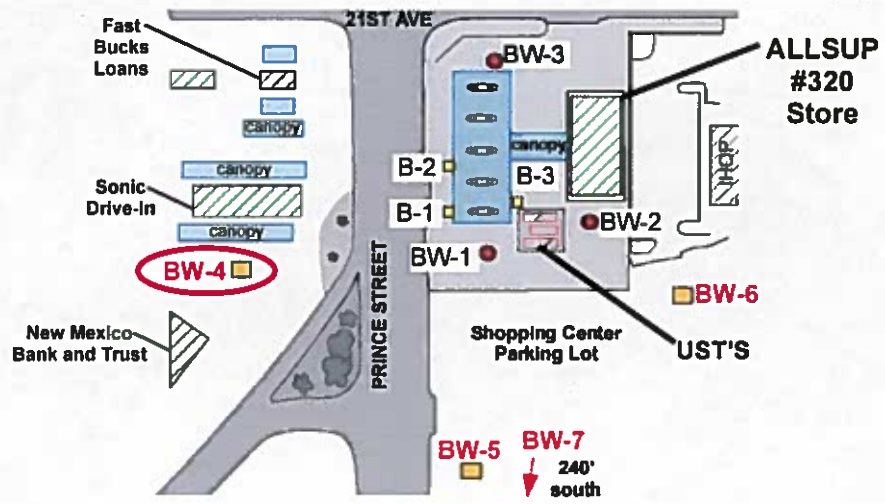 21ST AVE
Fast
Bucks
Loans
canopy
canopy
Sonic
Drive-In
canopy
BW-4
New Mexico
Bank and Trust
PRINCE STREET
BW-3
ALLSUP
#320
Store
canopy
IHOP
B-2
B-3
B-1
BW-2
BW-1
BW-6
Shopping Center
Parking Lot
UST'S
BW-5
BW-7
240'
south